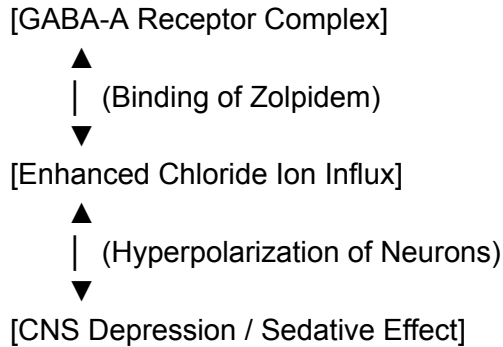 [GABA-A Receptor Complex]
▲
│ (Binding of Zolpidem)
▼
[Enhanced Chloride Ion Influx]
▲
│ (Hyperpolarization of Neurons)
▼
[CNS Depression / Sedative Effect]